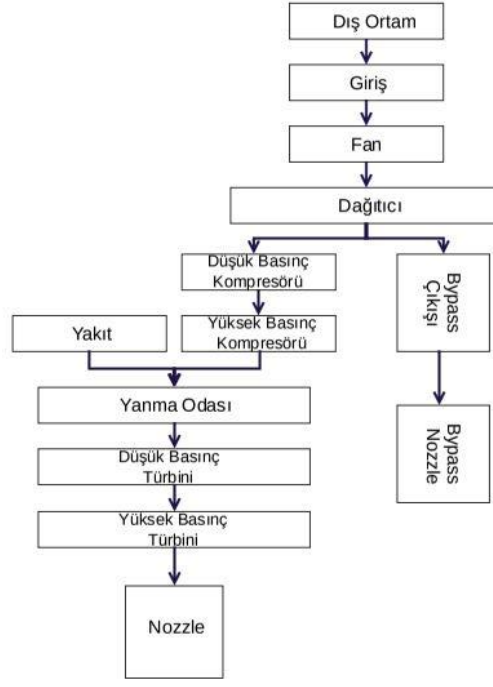 Dış Ortam
Giriş
Fan
Dağıtıcı
Düşük Basınç
Kompresörü
Bypass
Çıkışı
Yakıt
Yüksek Basınç
Kompresörü
Yanma Odası
Bypass
Nozzle
Düşük Basınç
Türbini
Yüksek Basınç
Türbini
Nozzle